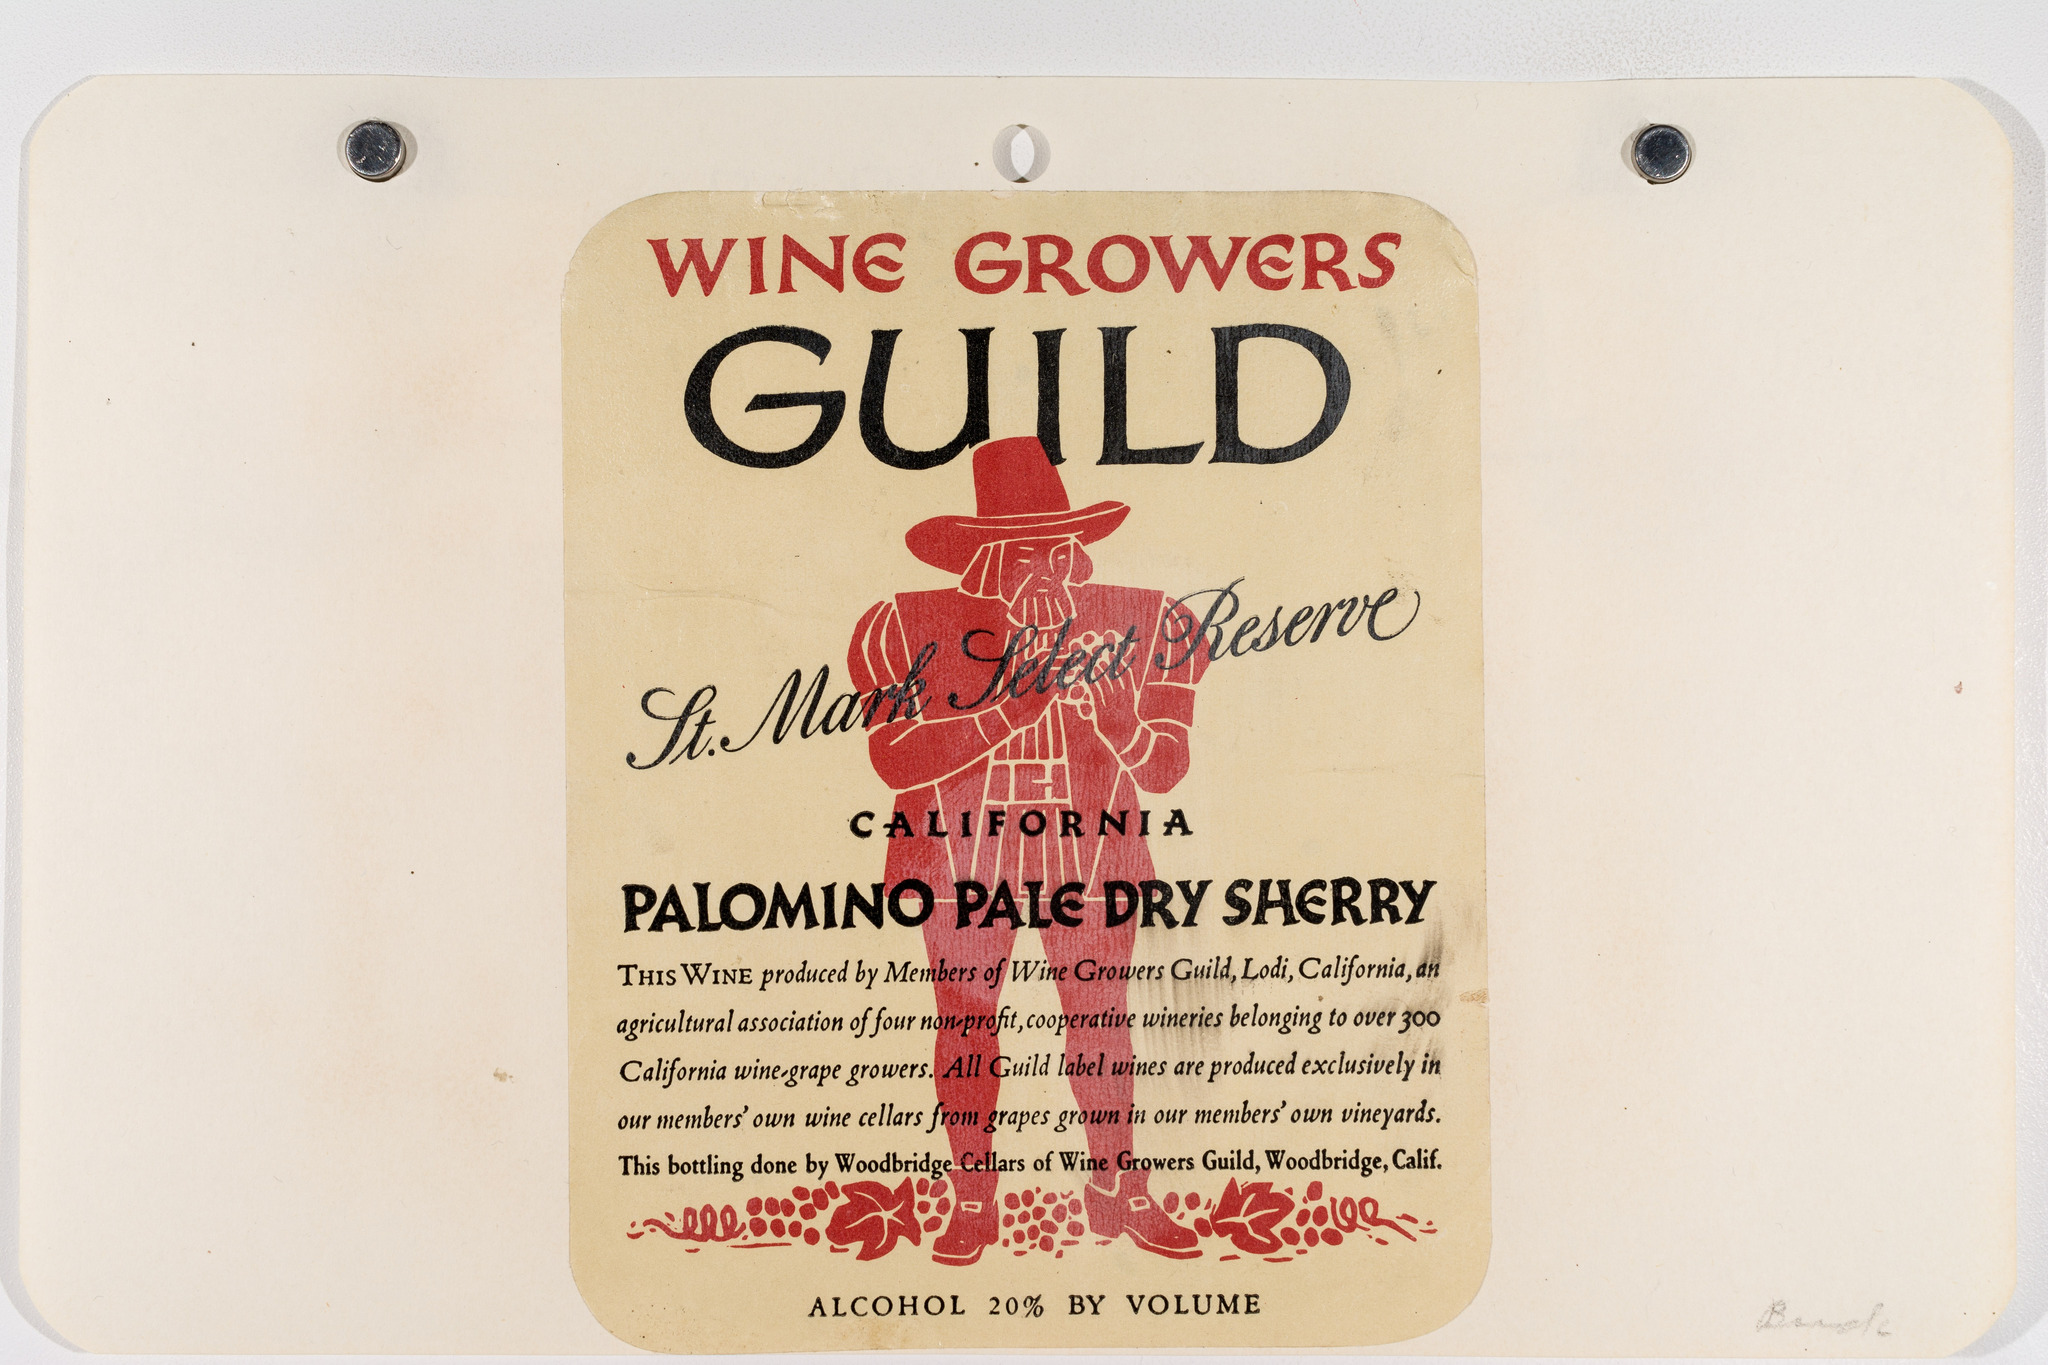 WINE GROWERS
GUILD
St. Mark Select Reserve
CALIFORNIA
PALOMINO PALE DRY SHERRY
THIS WINE produced by Members of Wine Growers Guild, Lodi, California, an
agricultural association of four non-profit, cooperative wineries belonging to over 300
California wine-grape growers. All Guild label wines are produced exclusively in
our members' own wine cellars from grapes grown in our members' own vineyards.
This bottling done by Woodbridge Cellars of Wine Growers Guild, Woodbridge, Calif.
ALCOHOL 20% BY VOLUME